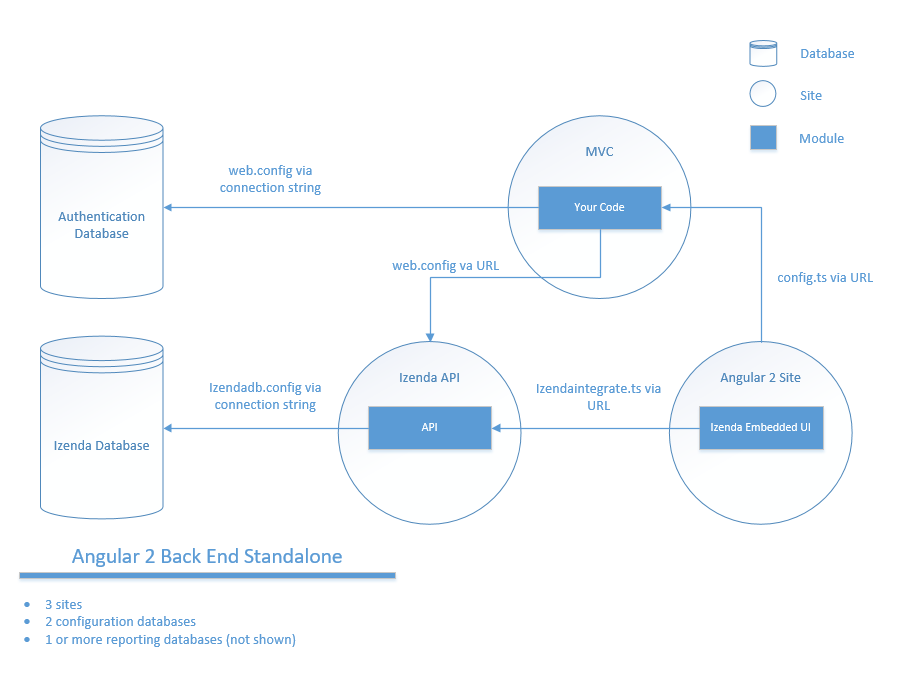 Database
Site
Module
MVC
Your Code
web.config via
connection string
Authentication
Database
web.config va URL
config.ts via URL
Izenda API
API
Angular 2 Site
Izenda Embedded UI
Izendaintegrate.ts via
URL
Izendadb.config via
connection string
Izenda Database
Angular 2 Back End Standalone
• 3 sites
• 2 configuration databases
• 1 or more reporting databases (not shown)